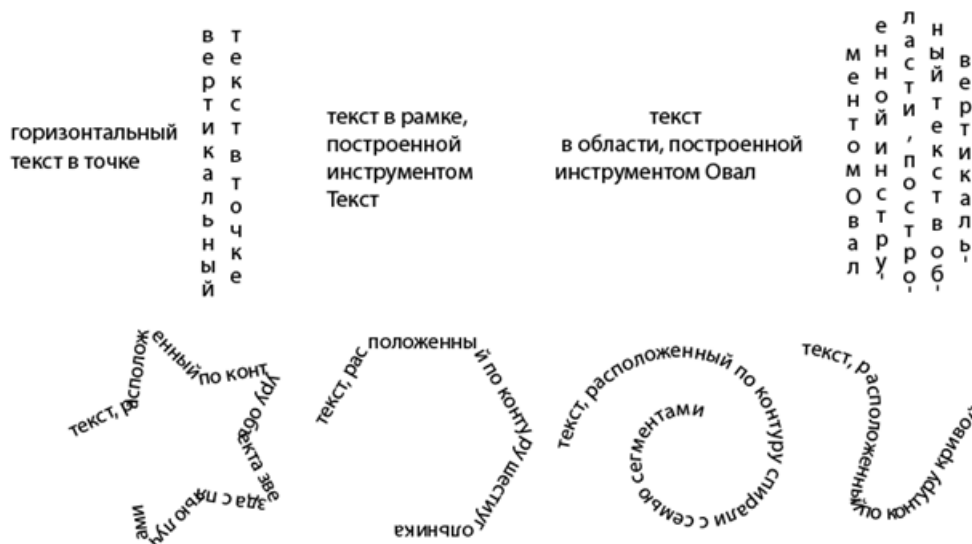 горизонтальный
текст в точке
вертикальный
текст в точке
текст в рамке,
построенной
инструментом
Текст
текст
в области, построенной
инструментом Овал
вертикаль-
ный текст в об-
ласти, постро-
енной инстру-
ментом Овал
текст, расположенный по контуру объекта звезда с пятью лучами
текст, расположенный по контуру шестиугольника
текст, расположенный по контуру спирали с семью сегментами
текст, расположенный по контуру кривой